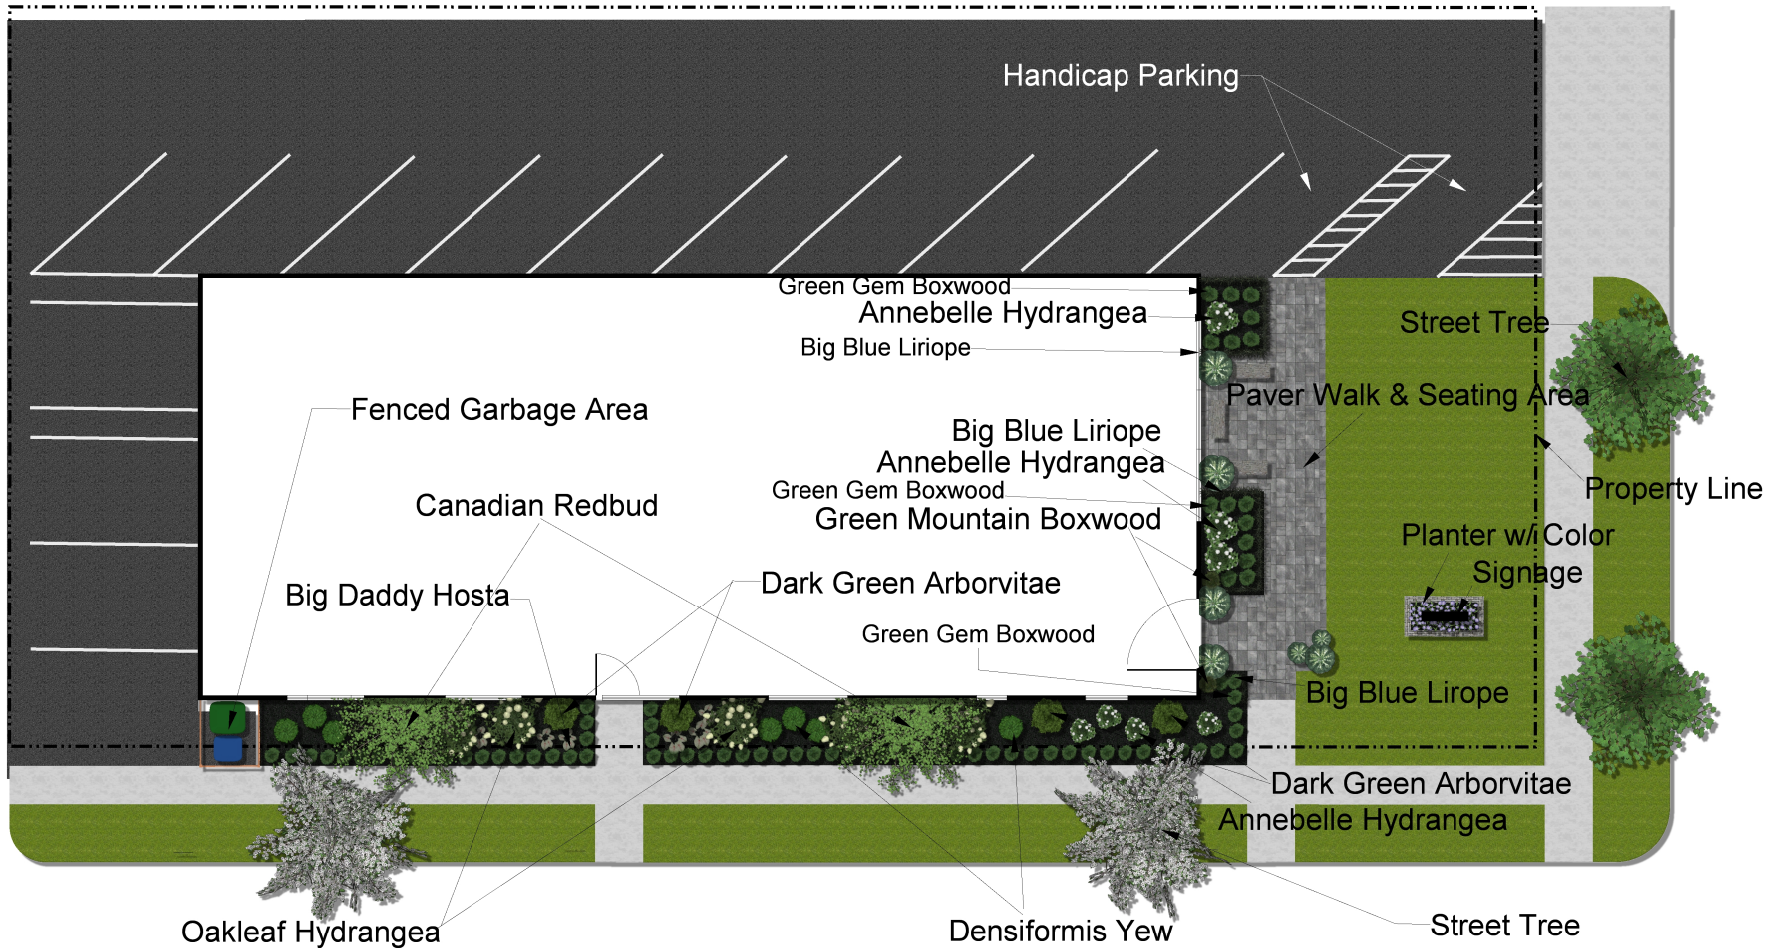 Handicap Parking
Green Gem Boxwood
Annebelle Hydrangea
Street Tree
Big Blue Liriope
Paver Walk & Seating Area
Fenced Garbage Area
Big Blue Liriope
Annebelle Hydrangea
Property Line
Green Gem Boxwood
Canadian Redbud
Green Mountain Boxwood
Planter w/ Color
Signage
Dark Green Arborvitae
Big Daddy Hosta
Green Gem Boxwood
Big Blue Lirope
Dark Green Arborvitae
Annebelle Hydrangea
Oakleaf Hydrangea
Densiformis Yew
Street Tree